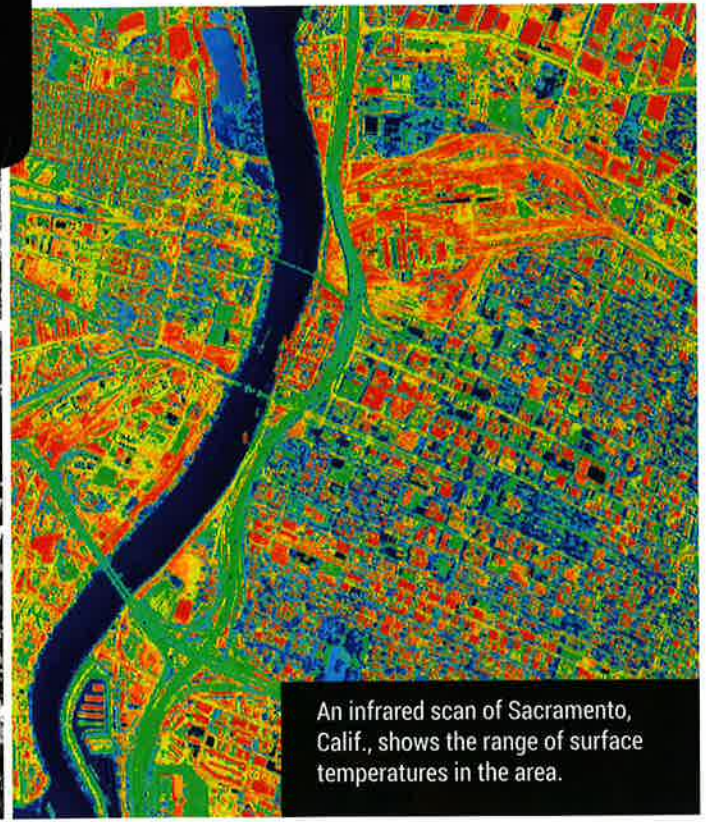 An infrared scan of Sacramento,
Calif., shows the range of surface
temperatures in the area.